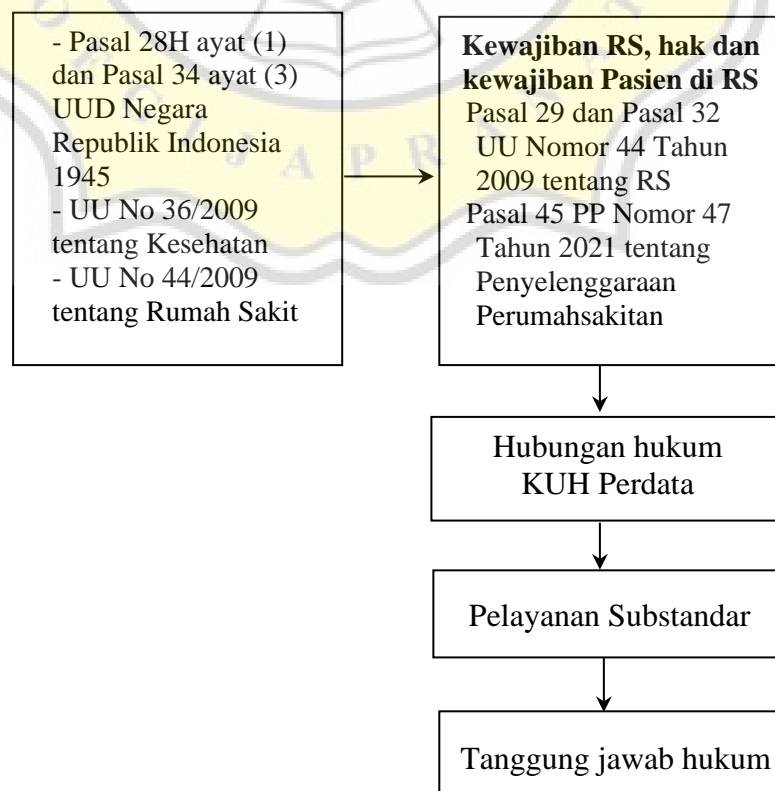 - Pasal 28H ayat (1)
dan Pasal 34 ayat (3)
UUD Negara
Republik Indonesia
1945
- UU No 36/2009
tentang Kesehatan
- UU No 44/2009
tentang Rumah Sakit
Kewajiban RS, hak dan
kewajiban Pasien di RS
Pasal 29 dan Pasal 32
UU Nomor 44 Tahun
2009 tentang RS
Pasal 45 PP Nomor 47
Tahun 2021 tentang
Penyelenggaraan
Perumahsakitan
Hubungan hukum
KUH Perdata
Pelayanan Substandar
Tanggung jawab hukum